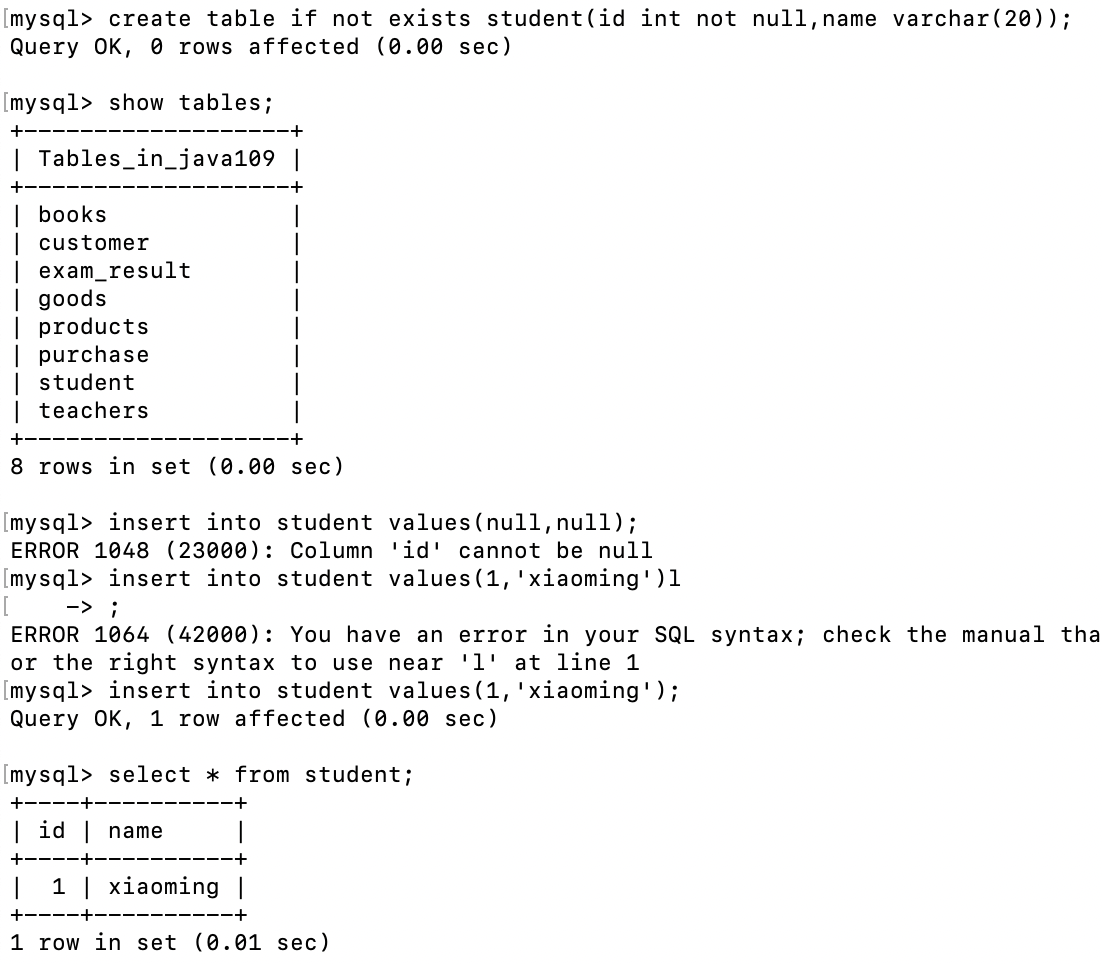 [mysql> create table if not exists student(id int not null,name varchar(20));
Query OK, 0 rows affected (0.00 sec)
[mysql> show tables;
+-------------------+
| Tables_in_java109 |
+-------------------+
| books             |
| customer          |
| exam_result       |
| goods             |
| products          |
| purchase          |
| student           |
| teachers          |
+-------------------+
8 rows in set (0.00 sec)
[mysql> insert into student values(null,null);
ERROR 1048 (23000): Column 'id' cannot be null
[mysql> insert into student values(1,'xiaoming')l
[    -> ;
ERROR 1064 (42000): You have an error in your SQL syntax; check the manual tha
or the right syntax to use near 'l' at line 1
[mysql> insert into student values(1,'xiaoming');
Query OK, 1 row affected (0.00 sec)
[mysql> select * from student;
+----+----------+
| id | name     |
+----+----------+
|  1 | xiaoming |
+----+----------+
1 row in set (0.01 sec)